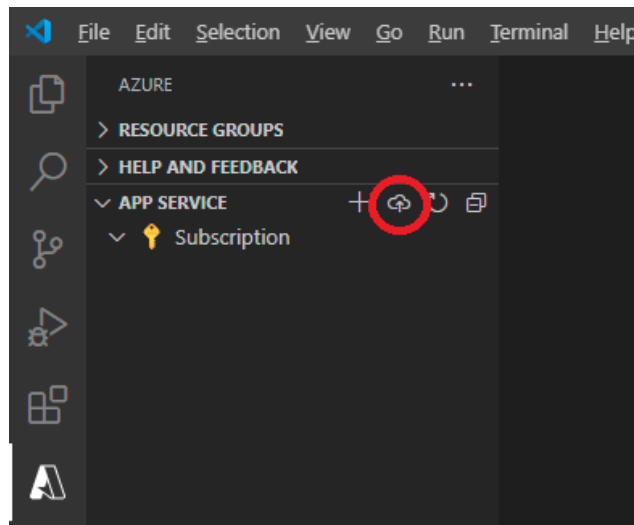 File Edit Selection View Go Run Terminal Help
AZURE
RESOURCE GROUPS
HELP AND FEEDBACK
APP SERVICE
Subscription